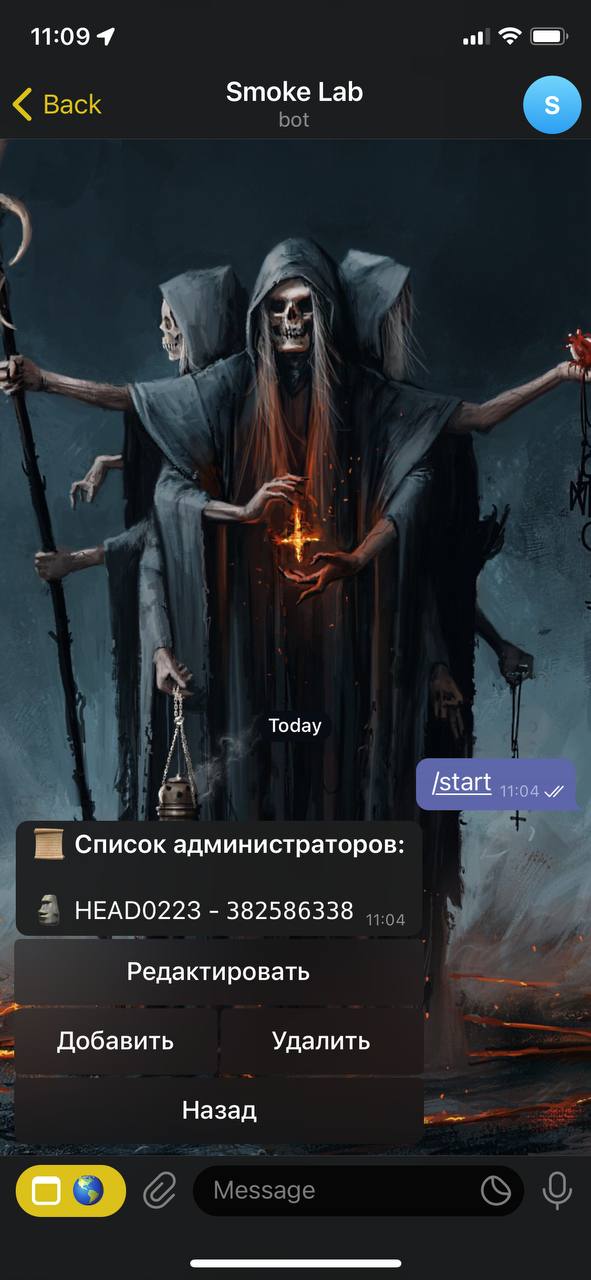 11:09
Back
Smoke Lab
bot
S
Today
/start 11:04
Список администраторов:
HEAD0223 - 382586338 11:04
Редактировать
Добавить
Удалить
Назад
Message